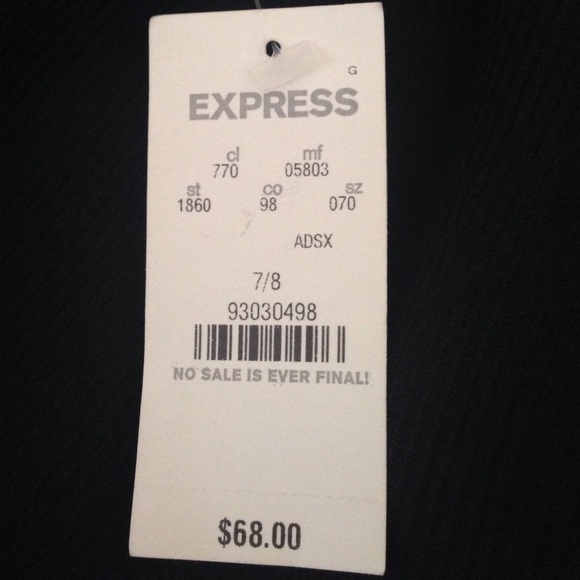 G
EXPRESS
cl mf
770 05803
st co sz
1860 98 070
ADSX
7/8
93030498
NO SALE IS EVER FINAL!
$68.00